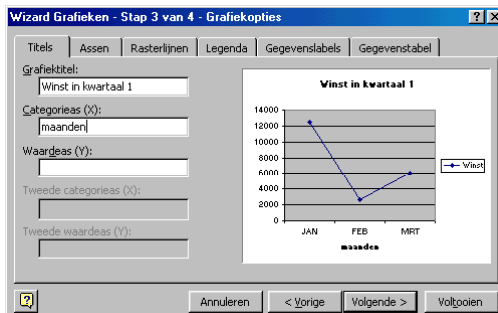 Wizard Grafieken - Stap 3 van 4 - Grafiekopties
Titels Assen Rasterlijnen Legenda Gegevenslabels Gegevenstabel
Grafiektitel:
Winst in kwartaal 1
Categorieas (X):
maanden
Waardeas (Y):
Tweede categorieas (X):
Tweede waardeas (Y):
Winst in kwartaal 1
14000
12000
10000
8000
6000
4000
2000
0
JAN FEB MRT
maanden
Winst
Annuleren < Vorige Volgende > Voltooien